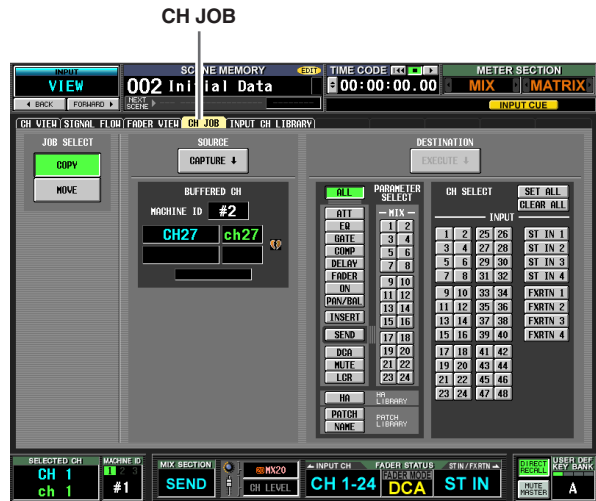 CH JOB
INPUT
VIEW
BACK FORWARD
SCENE MEMORY EDIT
002 Initial Data
NEXT SCENE
TIME CODE
00:00:00.00
METER SECTION
MIX MATRIX
INPUT CUE
CH VIEW SIGNAL FLOW FADER VIEW CH JOB INPUT CH LIBRARY
JOB SELECT
COPY
MOVE
SOURCE
CAPTURE ↓
BUFFERED CH
MACHINE ID #2
CH27 ch27
DESTINATION
EXECUTE ↓
ALL
PARAMETER SELECT
ATT
EQ
GATE
COMP
DELAY
FADER
ON
PAN/BAL
INSERT
SEND
DCA
MUTE
LCR
HA HA LIBRARY
PATCH PATCH LIBRARY
NAME
— MIX —
1 2
3 4
5 6
7 8
9 10
11 12
13 14
15 16
17 18
19 20
21 22
23 24
CH SELECT
SET ALL
CLEAR ALL
INPUT
1 2 25 26 ST IN 1
3 4 27 28 ST IN 2
5 6 29 30 ST IN 3
7 8 31 32 ST IN 4
9 10 33 34 FXRTN 1
11 12 35 36 FXRTN 2
13 14 37 38 FXRTN 3
15 16 39 40 FXRTN 4
17 18 41 42
19 20 43 44
21 22 45 46
23 24 47 48
SELECTED CH
CH 1
ch 1
MACHINE ID
1 2 3
#1
MIX SECTION
SEND
MX20
CH LEVEL
INPUT CH FADER STATUS ST IN/FXRTN
CH 1-24
FADER MODE
DCA
ST IN
DIRECT RECALL
MUTE MASTER
USER DEF KEY BANK
A